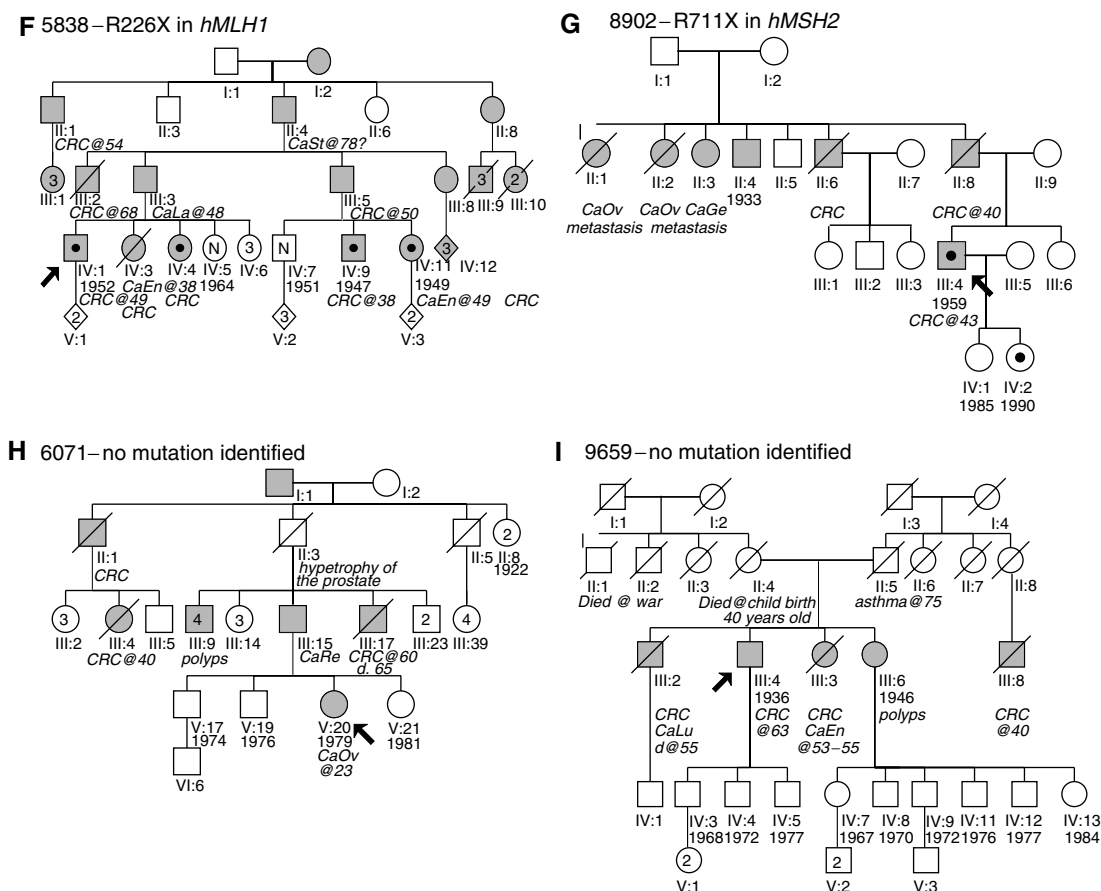 F 5838–R226X in hMLH1
I:1 I:2
II:1 II:3 II:4 II:6 II:8
CRC@54 CaSt@78?
3 3 2
III:1 III:2 III:3 III:5 III:8 III:9 III:10
CRC@68 CaLa@48 CRC@50
N 3 N 3
IV:1 IV:3 IV:4 IV:5 IV:6 IV:7 IV:9 IV:11 IV:12
1952 CaEn@38 1964 1951 1947 1949
CRC@49 CRC CRC CRC@38 CaEn@49 CRC
2 3 2
V:1 V:2 V:3
G 8902–R711X in hMSH2
I:1 I:2
I
II:1 II:2 II:3 II:4 II:5 II:6 II:7 II:8 II:9
1933
CaOv CaOv CaGe CRC CRC@40
metastasis metastasis
III:1 III:2 III:3 III:4 III:5 III:6
1959
CRC@43
IV:1 IV:2
1985 1990
H 6071–no mutation identified
I:1 I:2
2
II:1 II:3 II:5 II:8
1922
CRC hypetrophy of
the prostate
3 4 3 2 4
III:2 III:4 III:5 III:9 III:14 III:15 III:17 III:23 III:39
CRC@40 polyps CaRe CRC@60
d. 65
V:17 V:19 V:20 V:21
1974 1976 1979 1981
CaOv
@23
VI:6
I 9659–no mutation identified
I:1 I:2 I:3 I:4
I
II:1 II:2 II:3 II:4 II:5 II:6 II:7 II:8
Died @ war Died@child birth asthma@75
40 years old
III:2 III:4 III:3 III:6 III:8
1936 1946
CRC CRC CRC polyps CRC
CaLu @63 CaEn @40
d@55 @53–55
IV:1 IV:3 IV:4 IV:5 IV:7 IV:8 IV:9 IV:11 IV:12 IV:13
1968 1972 1977 1967 1970 1972 1976 1977 1984
2 2
V:1 V:2 V:3